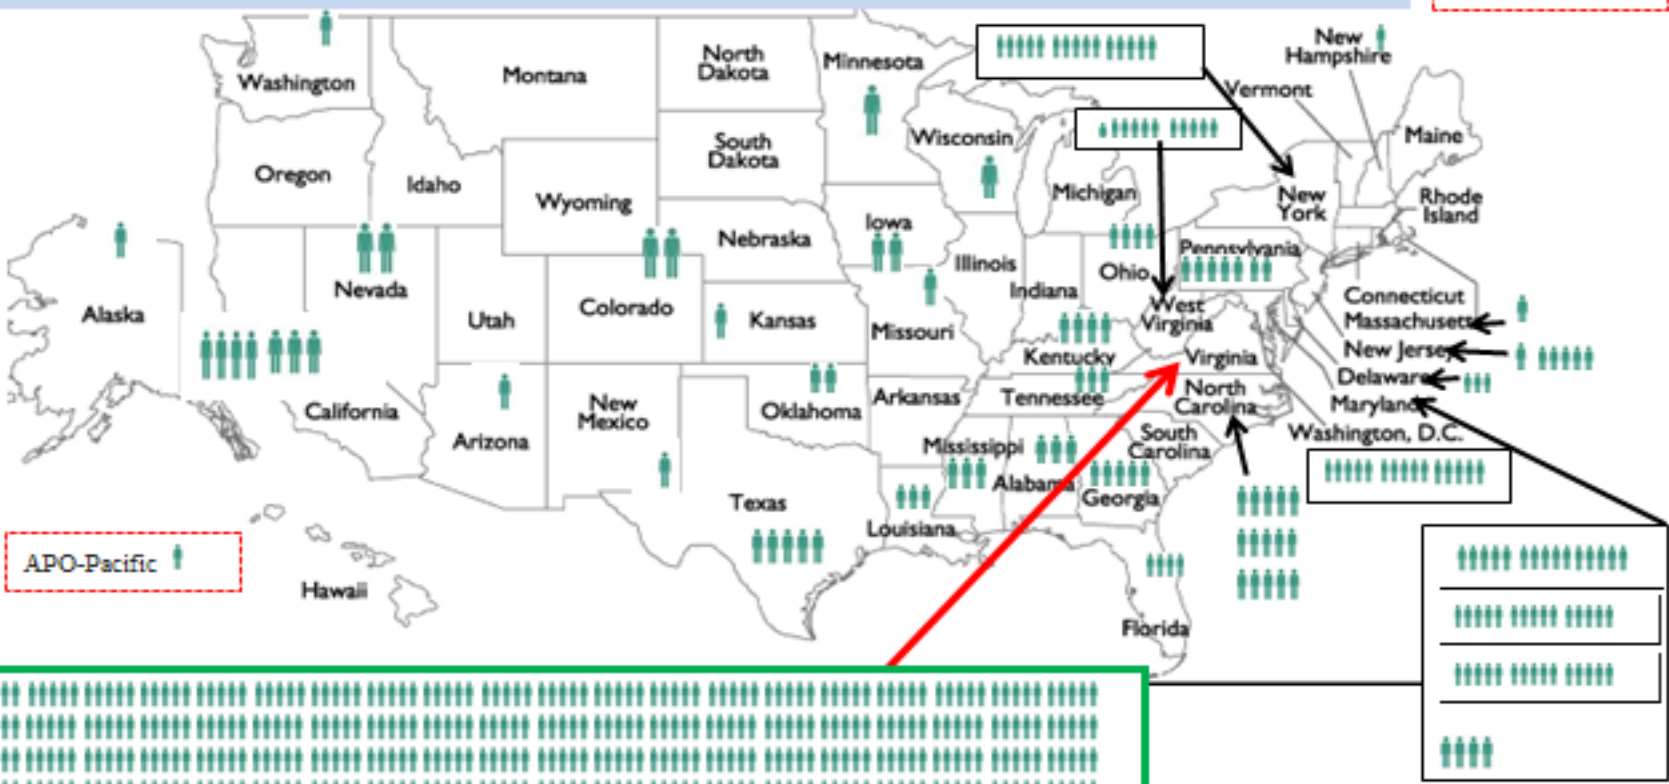 New
Hampshire
Washington
Montana
North
Dakota
Minnesota
Vermont
Maine
Oregon
Idaho
South
Dakota
Wisconsin
Michigan
New
York
Rhode
Island
Wyoming
Nebraska
Iowa
Pennsylvania
Illinois
Indiana
Ohio
Alaska
Nevada
Utah
Colorado
Kansas
Missouri
West
Virginia
Connecticut
Massachusett
New Jersey
Kentucky
Virginia
Delaware
Maryland
California
Arizona
New
Mexico
Oklahoma
Arkansas
Tennessee
North
Carolina
Washington, D.C.
Mississippi
Alabama
South
Carolina
Georgia
Texas
Louisiana
APO-Pacific
Hawaii
Florida